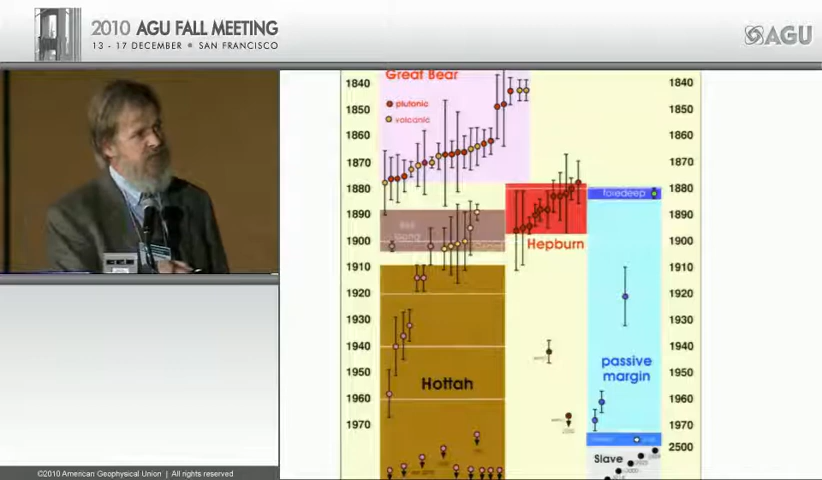 2010 AGU FALL MEETING
13 - 17 DECEMBER SAN FRANCISCO
AGU
Great Bear
plutonic
volcanic
1840
1850
1860
1870
1880
1890
1900
1910
1920
1930
1940
1950
1960
1970
Hepburn
Hottah
foredeep
passive
margin
Slave
1840
1850
1860
1870
1880
1890
1900
1910
1920
1930
1940
1950
1960
1970
2500
©2010 American Geophysical Union | All rights reserved